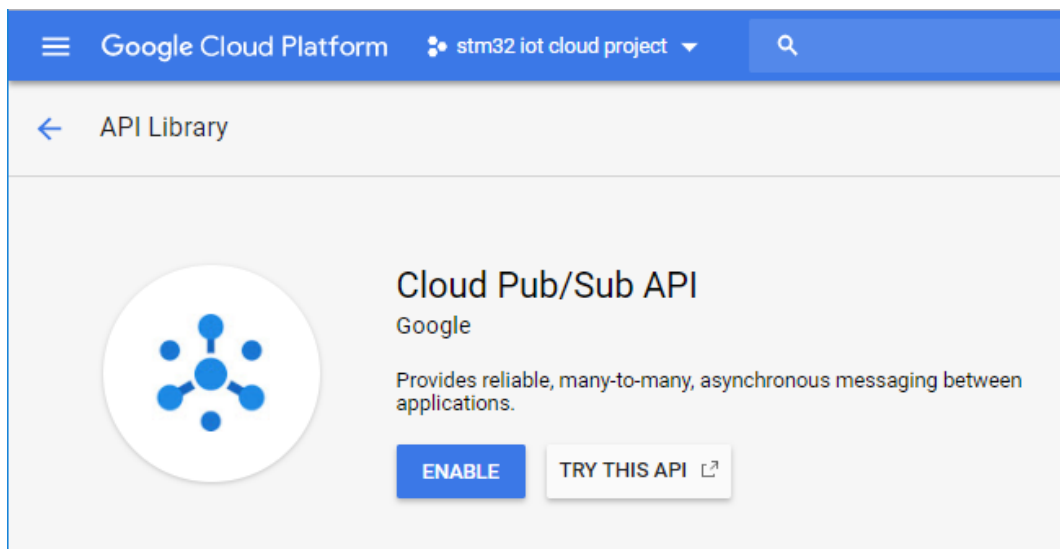 Google Cloud Platform
stm32 iot cloud project
API Library
Cloud Pub/Sub API
Google
Provides reliable, many-to-many, asynchronous messaging between
applications.
ENABLE
TRY THIS API